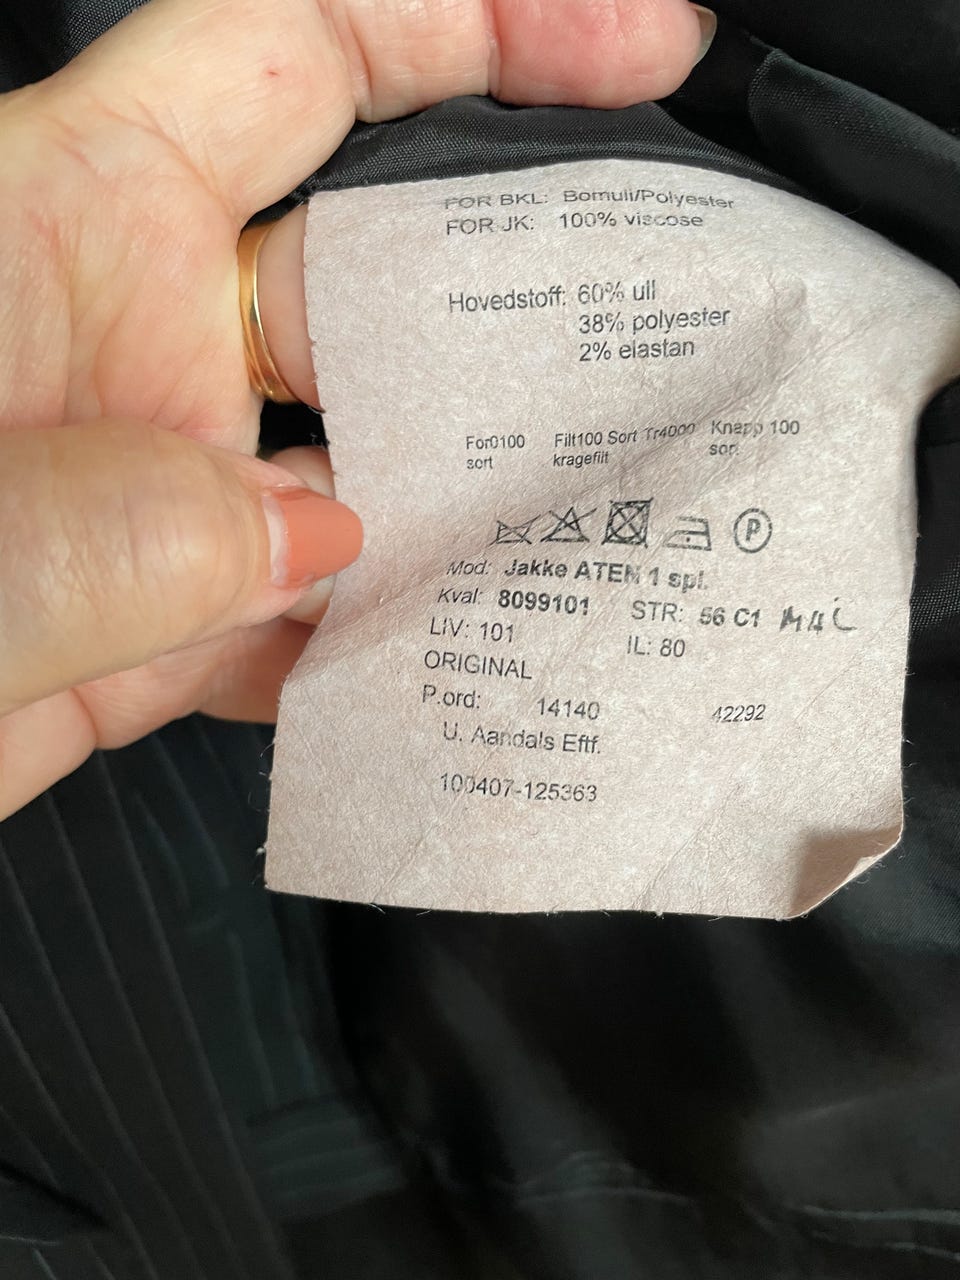 FOR BKL: Bomull/Polyester
FOR JK: 100% viscose
Hovedstoff: 60% ull
38% polyester
2% elastan
For0100 sort
Filt100 Sort Tr4000 kragefilt
Knapp 100 sort
P
Mod: Jakke ATEN 1 spl.
Kval: 8099101 STR: 56 C1
LIV: 101 IL: 80
ORIGINAL
P.ord: 14140 42292
U. Aandals Eftf.
100407-125363